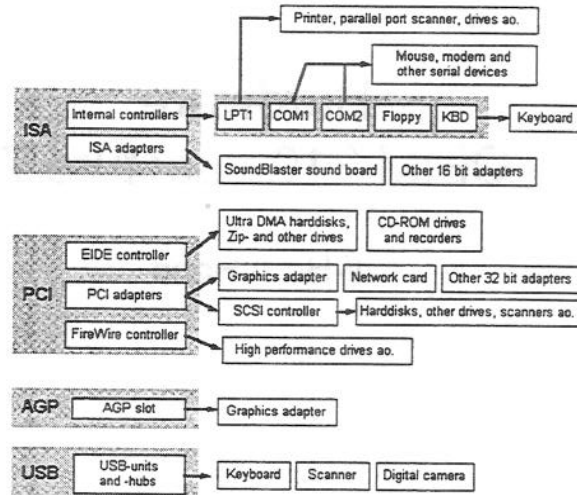 Printer, parallel port scanner, drives ao.
Mouse, modem and
other serial devices
ISA
Internal controllers
LPT1
COM1
COM2
Floppy
KBD
Keyboard
ISA adapters
SoundBlaster sound board
Other 16 bit adapters
PCI
EIDE controller
Ultra DMA harddisks,
Zip- and other drives
CD-ROM drives
and recorders
PCI adapters
Graphics adapter
Network card
Other 32 bit adapters
SCSI controller
Harddisks, other drives, scanners ao.
FireWire controller
High performance drives ao.
AGP
AGP slot
Graphics adapter
USB
USB-units
and -hubs
Keyboard
Scanner
Digital camera